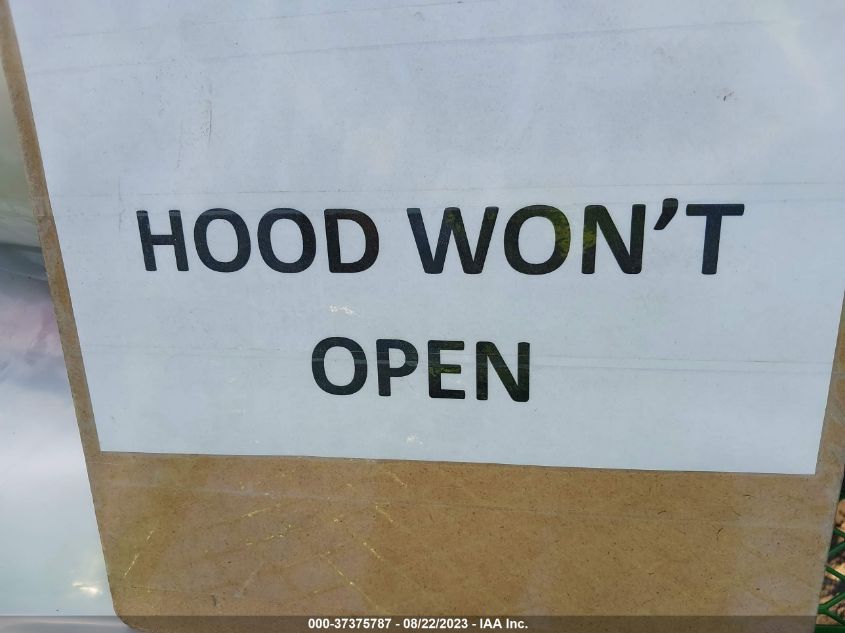 HOOD WON’T
OPEN
000-37375787 - 08/22/2023 - IAA Inc.